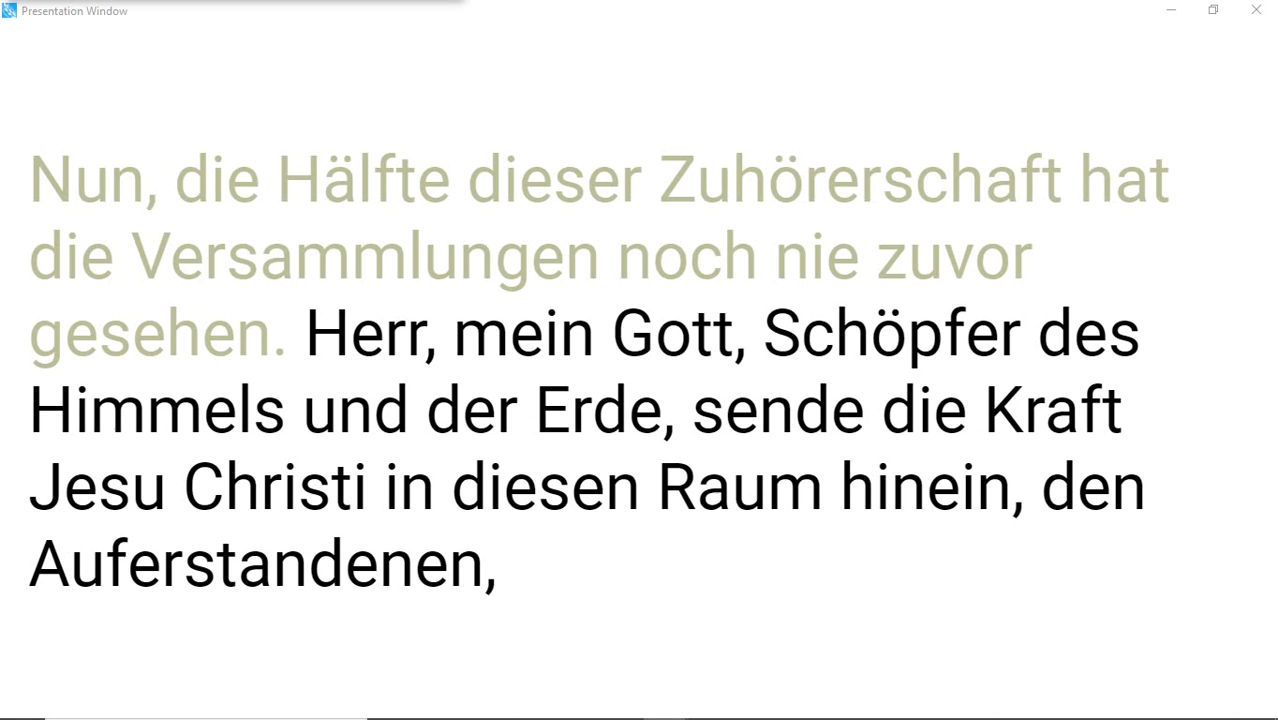 Presentation Window
Nun, die Hälfte dieser Zuhörerschaft hat
die Versammlungen noch nie zuvor
gesehen. Herr, mein Gott, Schöpfer des
Himmels und der Erde, sende die Kraft
Jesu Christi in diesen Raum hinein, den
Auferstandenen,